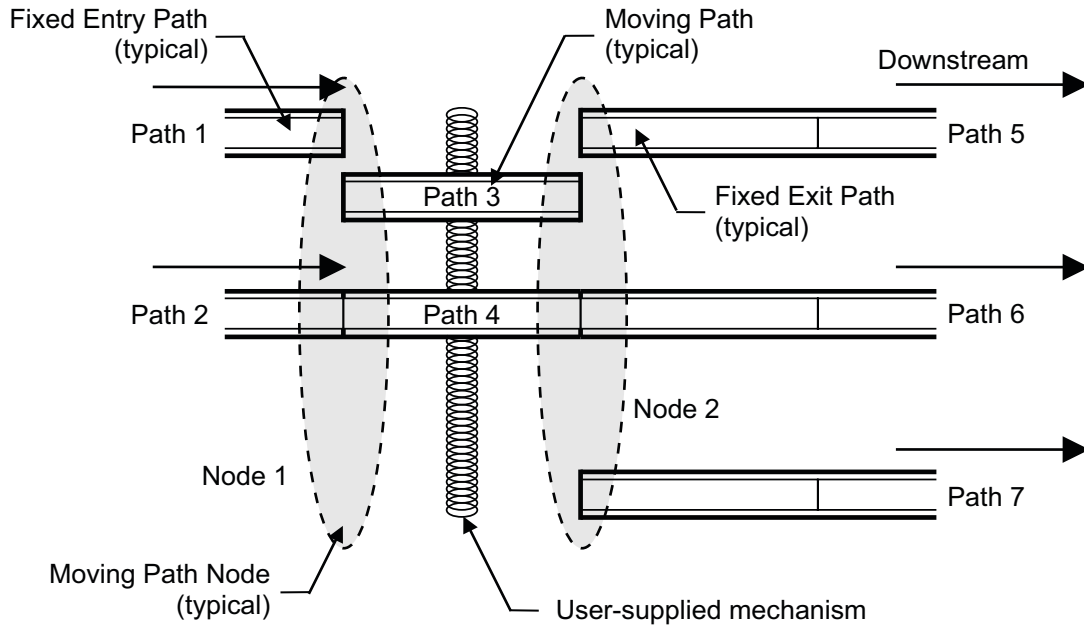 Fixed Entry Path
(typical)
Moving Path
(typical)
Downstream
Path 1
Path 5
Path 3
Fixed Exit Path
(typical)
Path 2
Path 4
Path 6
Node 2
Node 1
Path 7
Moving Path Node
(typical)
User-supplied mechanism